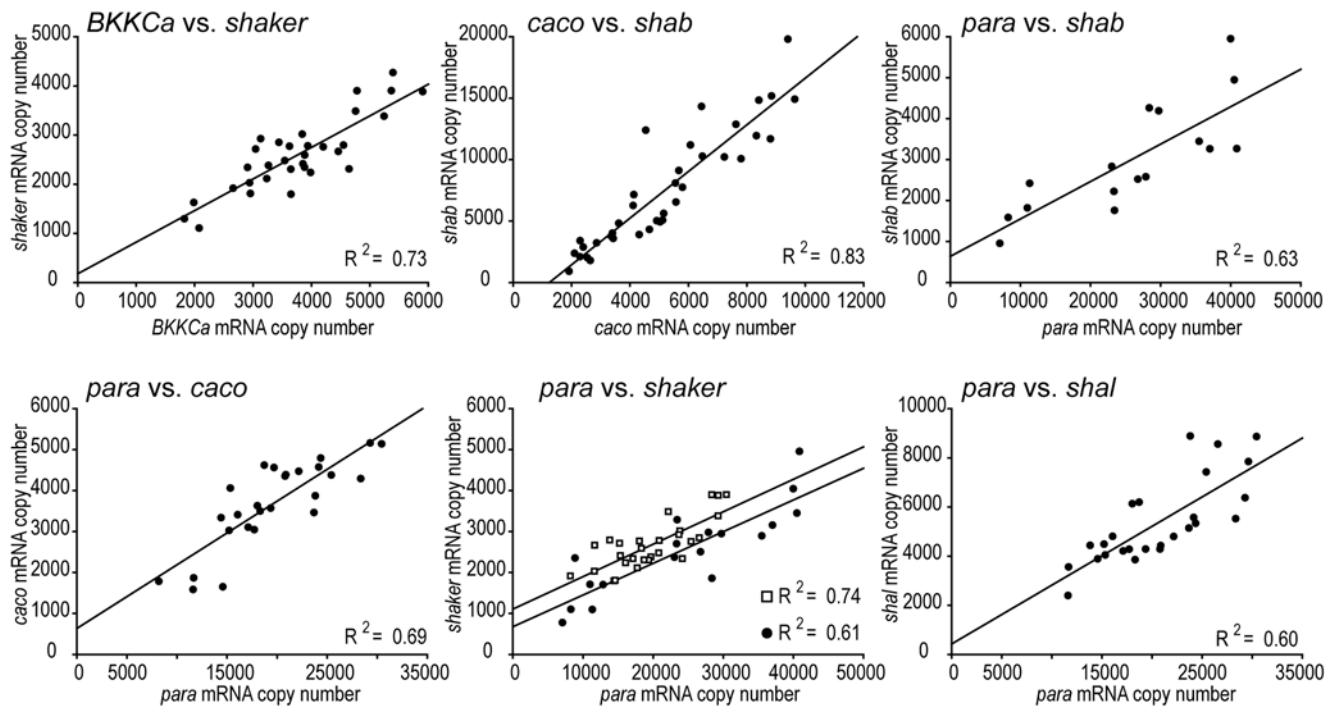 BKKCa vs. shaker
5000
4000
3000
2000
1000
0
shaker mRNA copy number
R 2 = 0.73
0 1000 2000 3000 4000 5000 6000
BKKCa mRNA copy number
caco vs. shab
20000
15000
10000
5000
0
shab mRNA copy number
R 2 = 0.83
0 2000 4000 6000 8000 10000 12000
caco mRNA copy number
para vs. shab
6000
5000
4000
3000
2000
1000
0
shab mRNA copy number
R 2 = 0.63
0 10000 20000 30000 40000 50000
para mRNA copy number
para vs. caco
6000
5000
4000
3000
2000
1000
0
caco mRNA copy number
R 2 = 0.69
0 5000 15000 25000 35000
para mRNA copy number
para vs. shaker
6000
5000
4000
3000
2000
1000
0
shaker mRNA copy number
R 2 = 0.74
R 2 = 0.61
0 10000 20000 30000 40000 50000
para mRNA copy number
para vs. shal
10000
8000
6000
4000
2000
0
shal mRNA copy number
R 2 = 0.60
0 5000 15000 25000 35000
para mRNA copy number